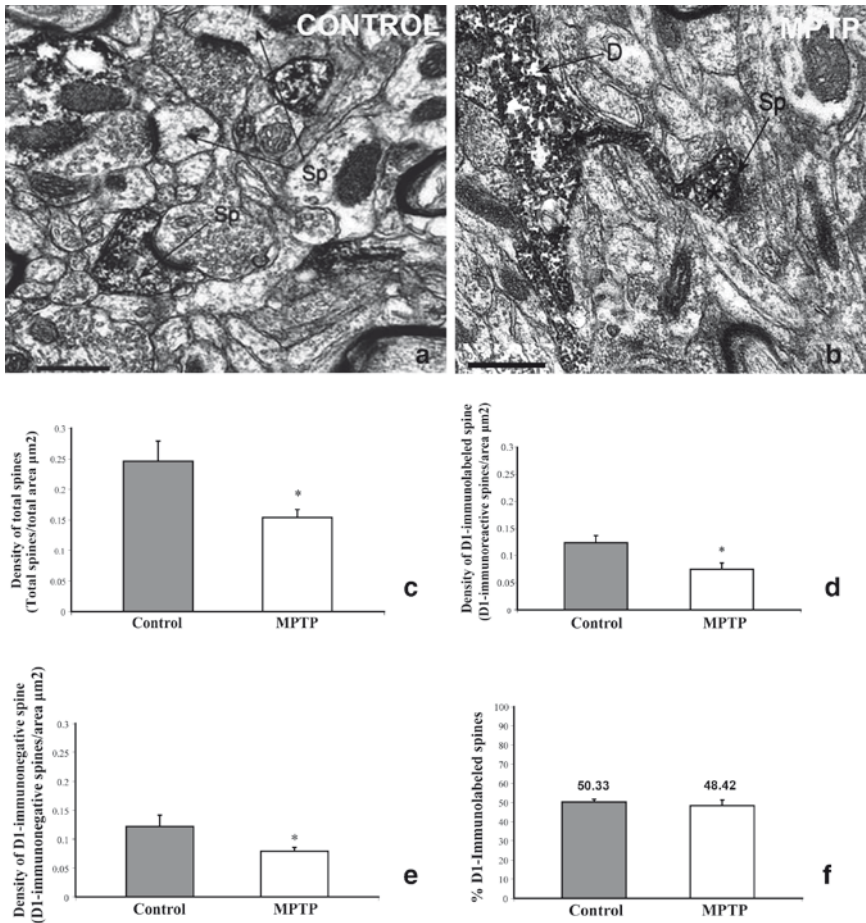 CONTROL
Sp
Sp
a
MPTP
D
Sp
b
Density of total spines
(Total spines/total area µm2)
0.3
0.25
0.2
0.15
0.1
0.05
0
*
Control
MPTP
c
Density of D1-immunolabeled spine
(D1-immunoreactive spines/area µm2)
0.3
0.25
0.2
0.15
0.1
0.05
0
*
Control
MPTP
d
Density of D1-immunonegative spine
(D1-immunonegative spines/area µm2)
0.3
0.25
0.2
0.15
0.1
0.05
0
*
Control
MPTP
e
% D1-Immunolabeled spines
100
90
80
70
60
50
40
30
20
10
0
50.33
48.42
Control
MPTP
f